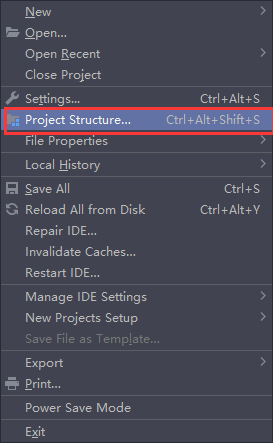 New
Open...
Open Recent
Close Project
Settings... Ctrl+Alt+S
Project Structure... Ctrl+Alt+Shift+S
File Properties
Local History
Save All Ctrl+S
Reload All from Disk Ctrl+Alt+Y
Repair IDE...
Invalidate Caches...
Restart IDE...
Manage IDE Settings
New Projects Setup
Save File as Template...
Export
Print...
Power Save Mode
Exit